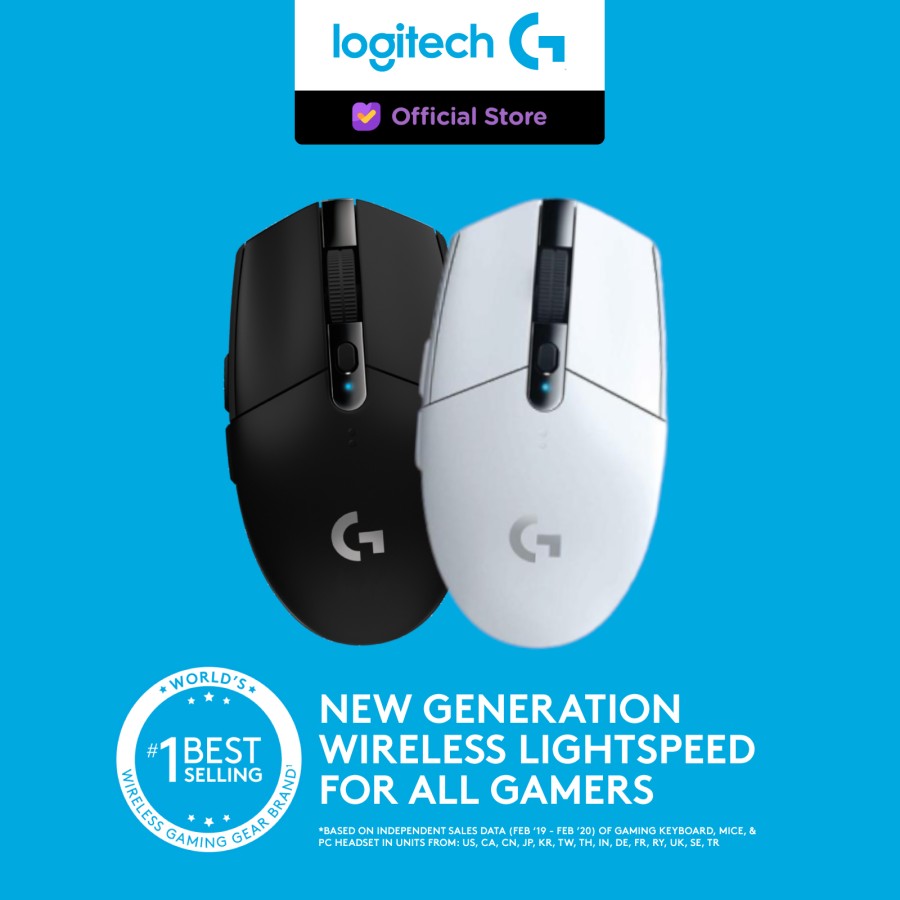 logitech G
Official Store
WORLD'S
#1 BEST
SELLING
WIRELESS GAMING GEAR BRAND¹
NEW GENERATION
WIRELESS LIGHTSPEED
FOR ALL GAMERS
*BASED ON INDEPENDENT SALES DATA (FEB '19 - FEB '20) OF GAMING KEYBOARD, MICE, &
PC HEADSET IN UNITS FROM: US, CA, CN, JP, KR, TW, TH, IN, DE, FR, RY, UK, SE, TR